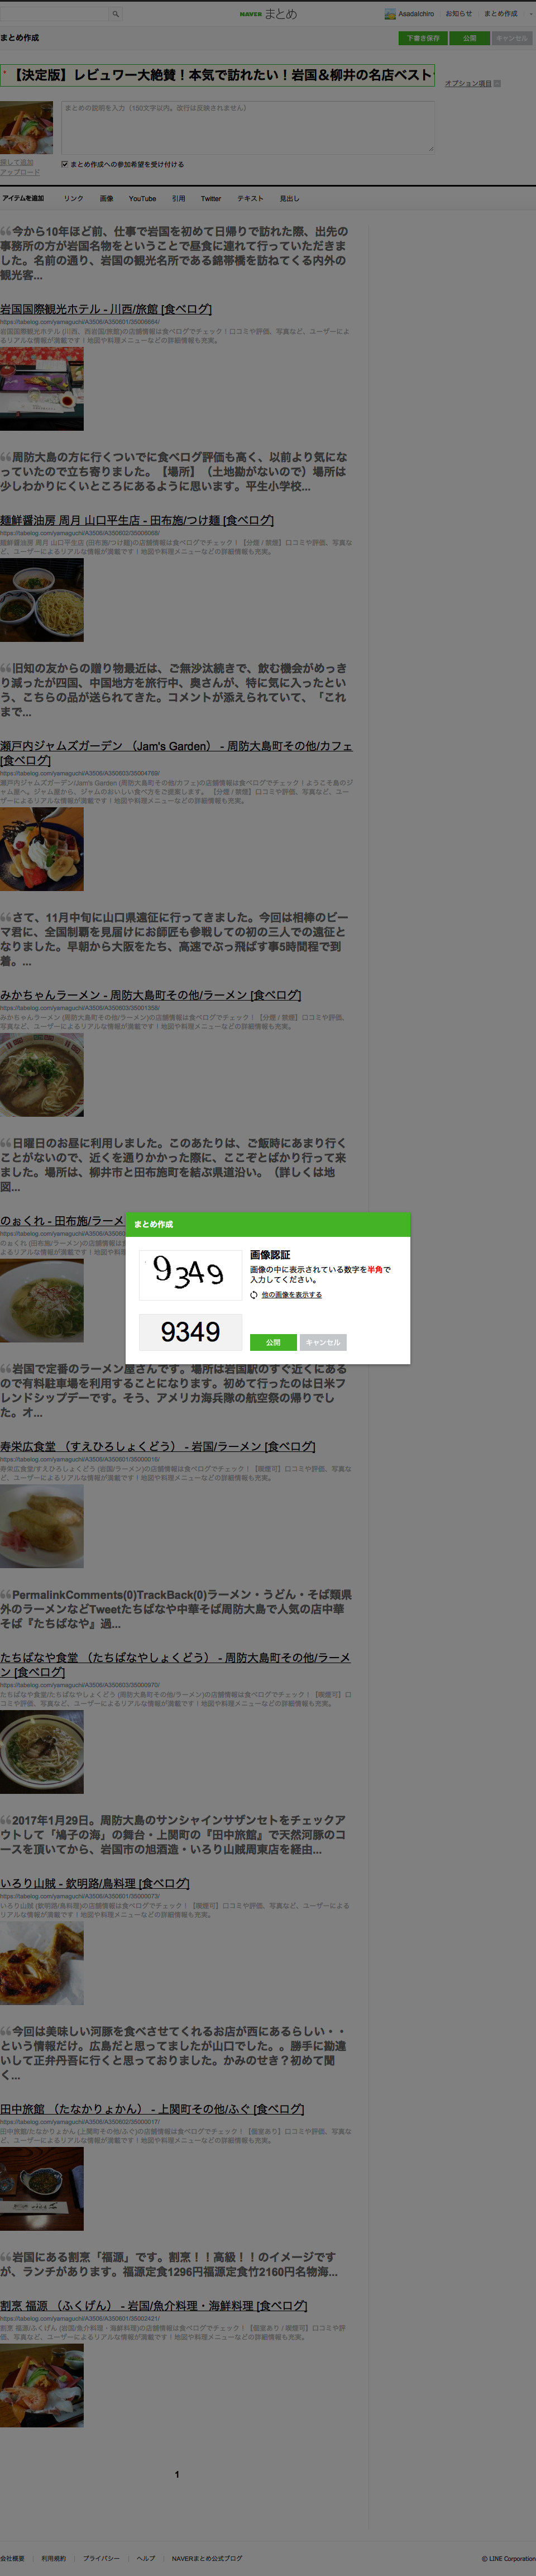 NAVER まとめ
AsadaIchiro お知らせ まとめ作成
まとめ作成
下書き保存 公開 キャンセル
* 【決定版】レビュワー大絶賛！本気で訪れたい！岩国＆柳井の名店ベスト
オプション項目
まとめの説明を入力（150文字以内。改行は反映されません）
探して追加
アップロード
まとめ作成への参加希望を受け付ける
アイテムを追加 リンク 画像 YouTube 引用 Twitter テキスト 見出し
今から10年ほど前、仕事で岩国を初めて日帰りで訪れた際、出先の
事務所の方が岩国名物をということで昼食に連れて行っていただきま
した。名前の通り、岩国の観光名所である錦帯橋を訪ねてくる内外の
観光客...
岩国国際観光ホテル - 川西/旅館 [食べログ]
https://tabelog.com/yamaguchi/A3506/A350601/35006664/
岩国国際観光ホテル (川西、西岩国/旅館)の店舗情報は食べログでチェック！口コミや評価、写真など、ユーザーによ
るリアルな情報が満載です！地図や料理メニューなどの詳細情報も充実。
周防大島の方に行くついでに食べログ評価も高く、以前より気にな
っていたので立ち寄りました。【場所】（土地勘がないので）場所は
少しわかりにくいところにあるように思います。平生小学校...
麺鮮醤油房 周月 山口平生店 - 田布施/つけ麺 [食べログ]
https://tabelog.com/yamaguchi/A3506/A350602/35006068/
麺鮮醤油房 周月 山口平生店 (田布施/つけ麺)の店舗情報は食べログでチェック！【分煙 / 禁煙】口コミや評価、写真な
ど、ユーザーによるリアルな情報が満載です！地図や料理メニューなどの詳細情報も充実。
旧知の友からの贈り物最近は、ご無沙汰続きで、飲む機会がめっき
り減ったが四国、中国地方を旅行中、奥さんが、特に気に入ったとい
う、こちらの品が送られてきた。コメントが添えられていて、「これ
まで...
瀬戸内ジャムズガーデン （Jam's Garden） - 周防大島町その他/カフェ
[食べログ]
https://tabelog.com/yamaguchi/A3506/A350603/35004769/
瀬戸内ジャムズガーデン/Jam's Garden (周防大島町その他/カフェ)の店舗情報は食べログでチェック！ようこそ島のジ
ャム屋へ。ジャム屋から、ジャムのおいしい食べ方をご提案します。 【分煙 / 禁煙】口コミや評価、写真など、ユー
ザーによるリアルな情報が満載です！地図や料理メニューなどの詳細情報も充実。
さて、11月中旬に山口県遠征に行ってきました。今回は相棒のビー
マ君に、全国制覇を見届けにお師匠も参戦しての初の三人での遠征と
なりました。早朝から大阪をたち、高速でぶっ飛ばす事5時間程で到
着。...
みかちゃんラーメン - 周防大島町その他/ラーメン [食べログ]
https://tabelog.com/yamaguchi/A3506/A350603/35001358/
みかちゃんラーメン (周防大島町その他/ラーメン)の店舗情報は食べログでチェック！【分煙 / 禁煙】口コミや評価、
写真など、ユーザーによるリアルな情報が満載です！地図や料理メニューなどの詳細情報も充実。
日曜日のお昼に利用しました。このあたりは、ご飯時にあまり行く
ことがないので、近くを通りかかった際に、ここぞとばかり行って来
ました。場所は、柳井市と田布施町を結ぶ県道沿い。（詳しくは地
図...
のぉくれ - 田布施/ラーメ
のぉくれ (田布施/ラーメ
るリアルな情報が満載で
まとめ作成
9349
画像認証
画像の中に表示されている数字を半角で
入力してください。
他の画像を表示する
9349
公開 キャンセル
岩国で定番のラーメン屋さんです。場所は岩国駅のすぐ近くにある
ので有料駐車場を利用することになります。初めて行ったのは日米フ
レンドシップデーです。そう、アメリカ海兵隊の航空祭の帰りでし
た。オ...
寿栄広食堂 （すえひろしょくどう） - 岩国/ラーメン [食べログ]
https://tabelog.com/yamaguchi/A3506/A350601/35000016/
寿栄広食堂/すえひろしょくどう (岩国/ラーメン)の店舗情報は食べログでチェック！【喫煙可】口コミや評価、写真な
ど、ユーザーによるリアルな情報が満載です！地図や料理メニューなどの詳細情報も充実。
PermalinkComments(0)TrackBack(0)ラーメン・うどん・そば類県
外のラーメンなどTweetたちばなや中華そば周防大島で人気の店中華
そば『たちばなや』過...
たちばなや食堂 （たちばなやしょくどう） - 周防大島町その他/ラーメ
ン [食べログ]
https://tabelog.com/yamaguchi/A3506/A350603/35000975/
たちばなや食堂/たちばなやしょくどう (周防大島町その他/ラーメン)の店舗情報は食べログでチェック！【喫煙可】口
コミや評価、写真など、ユーザーによるリアルな情報が満載です！地図や料理メニューなどの詳細情報も充実。
2017年1月29日。周防大島のサンシャインサザンセトをチェックア
ウトして「鳩子の海」の舞台・上関町の『田中旅館』で天然河豚のコ
ースを頂いてから、岩国市の旭酒造・いろり山賊周東店を経由...
いろり山賊 - 欽明路/鳥料理 [食べログ]
https://tabelog.com/yamaguchi/A3506/A350601/35000073/
いろり山賊 (欽明路/鳥料理)の店舗情報は食べログでチェック！【喫煙可】口コミや評価、写真など、ユーザーによる
リアルな情報が満載です！地図や料理メニューなどの詳細情報も充実。
今回は美味しい河豚を食べさせてくれるお店が西にあるらしい・・
という情報だけ。広島だと思ってましたが山口でした。。勝手に勘違
いして正弁丹吾に行くと思っておりました。かみのせき？初めて聞
く...
田中旅館 （たなかりょかん） - 上関町その他/ふぐ [食べログ]
https://tabelog.com/yamaguchi/A3506/A350602/35000017/
田中旅館/たなかりょかん (上関町その他/ふぐ)の店舗情報は食べログでチェック！【個室あり】口コミや評価、写真な
ど、ユーザーによるリアルな情報が満載です！地図や料理メニューなどの詳細情報も充実。
岩国にある割烹「福源」です。割烹！！高級！！のイメージです
が、ランチがあります。福源定食1296円福源定食竹2160円名物海...
割烹 福源 （ふくげん） - 岩国/魚介料理・海鮮料理 [食べログ]
https://tabelog.com/yamaguchi/A3506/A350601/35002421/
割烹 福源/ふくげん (岩国/魚介料理・海鮮料理)の店舗情報は食べログでチェック！【個室あり / 喫煙可】口コミや評
価、写真など、ユーザーによるリアルな情報が満載です！地図や料理メニューなどの詳細情報も充実。
1
会社概要 利用規約 プライバシー ヘルプ NAVERまとめ公式ブログ
© LINE Corporation